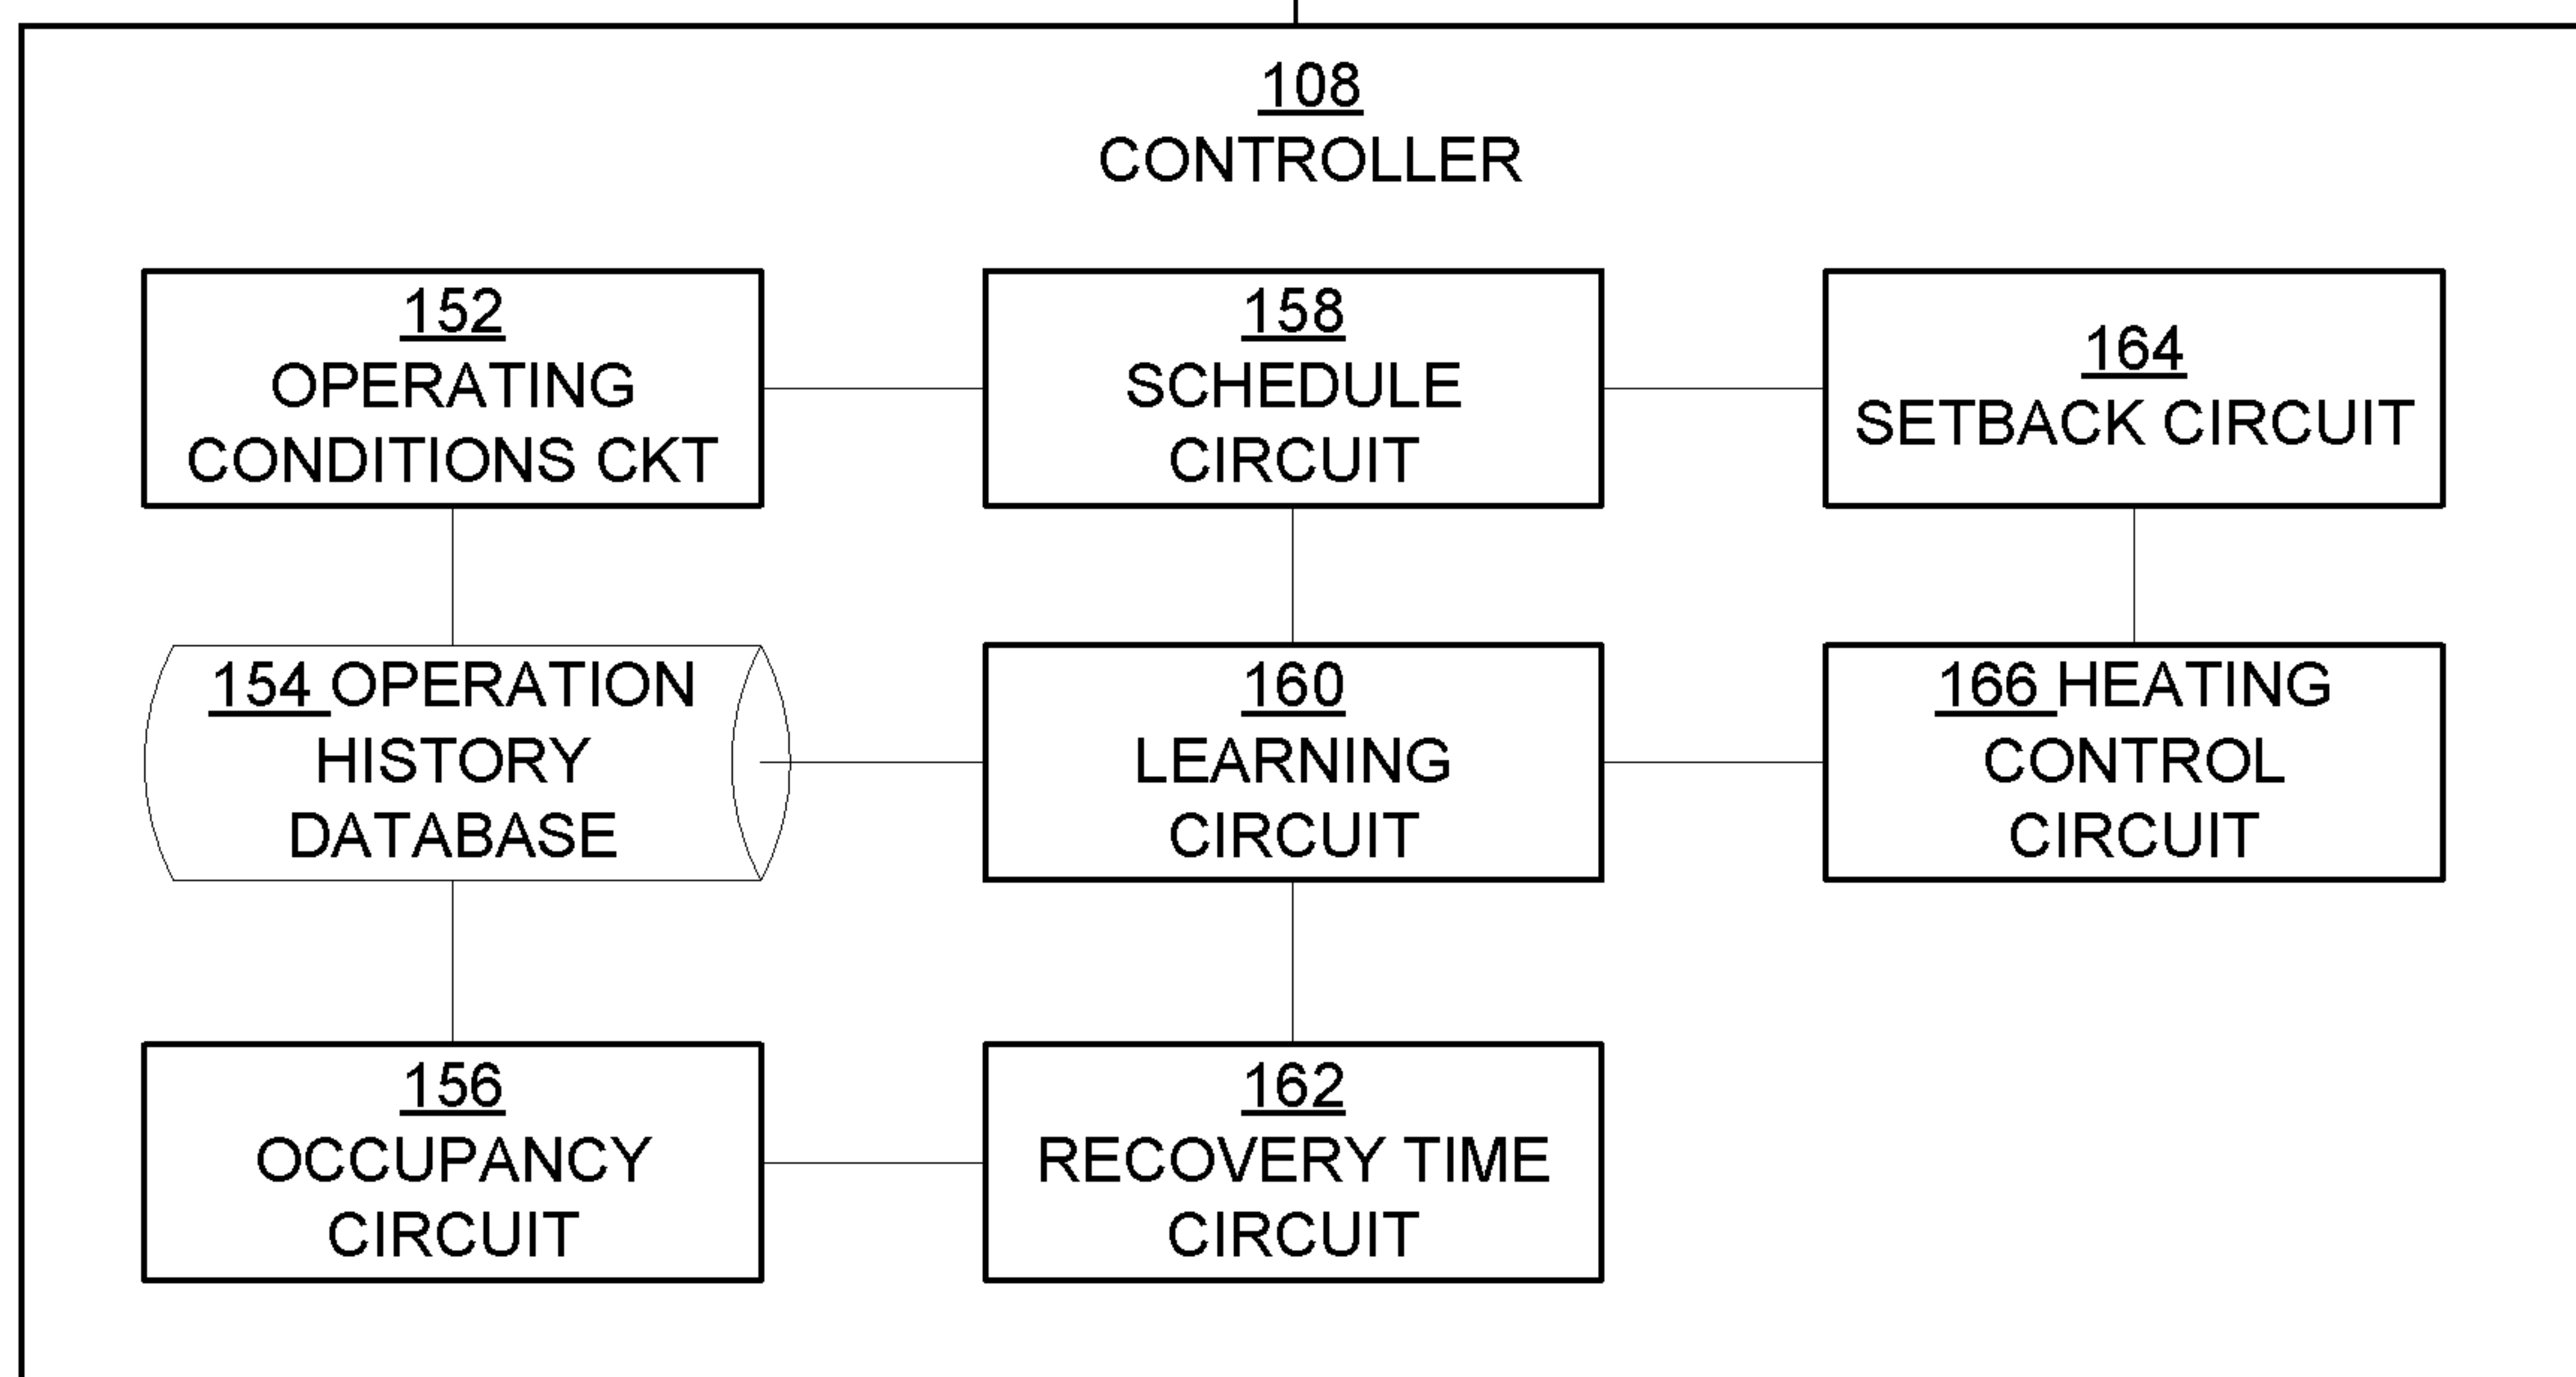 108
CONTROLLER
152
OPERATING
CONDITIONS CKT
158
SCHEDULE
CIRCUIT
164
SETBACK CIRCUIT
154 OPERATION
HISTORY
DATABASE
160
LEARNING
CIRCUIT
166 HEATING
CONTROL
CIRCUIT
156
OCCUPANCY
CIRCUIT
162
RECOVERY TIME
CIRCUIT